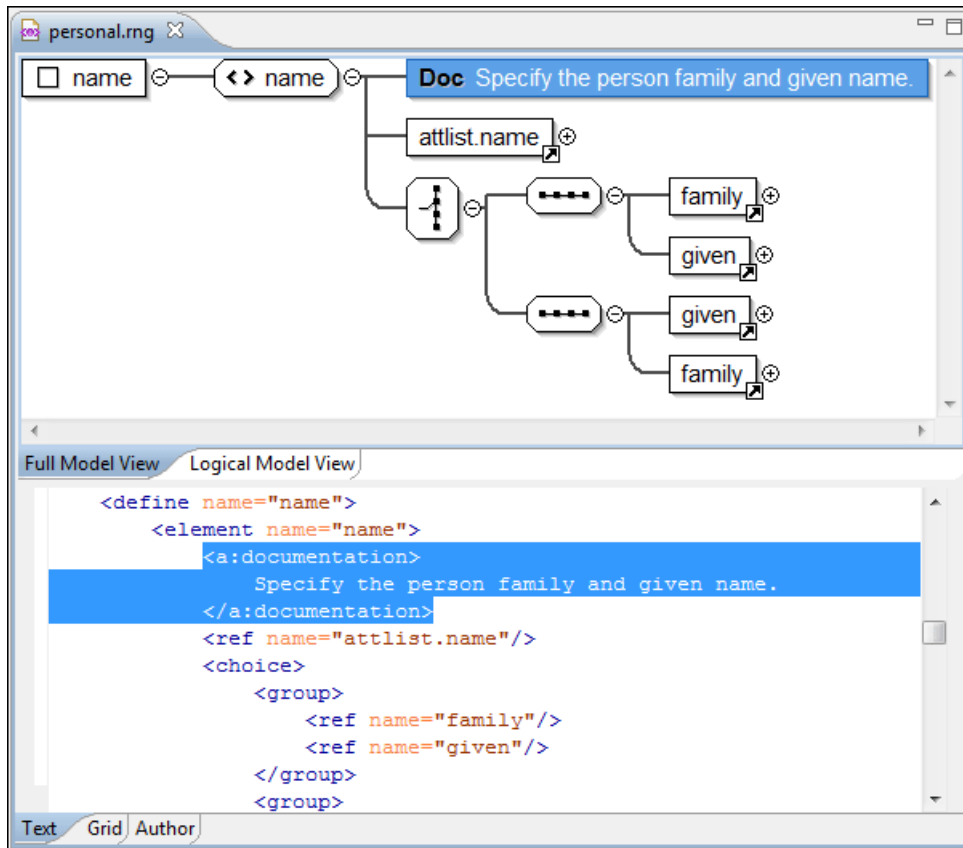 personal.rng
name
<> name
Doc Specify the person family and given name.
attlist.name
family
given
given
family
Full Model View Logical Model View
<define name="name">
<element name="name">
<a:documentation>
Specify the person family and given name.
</a:documentation>
<ref name="attlist.name"/>
<choice>
<group>
<ref name="family"/>
<ref name="given"/>
</group>
<group>
Text Grid Author